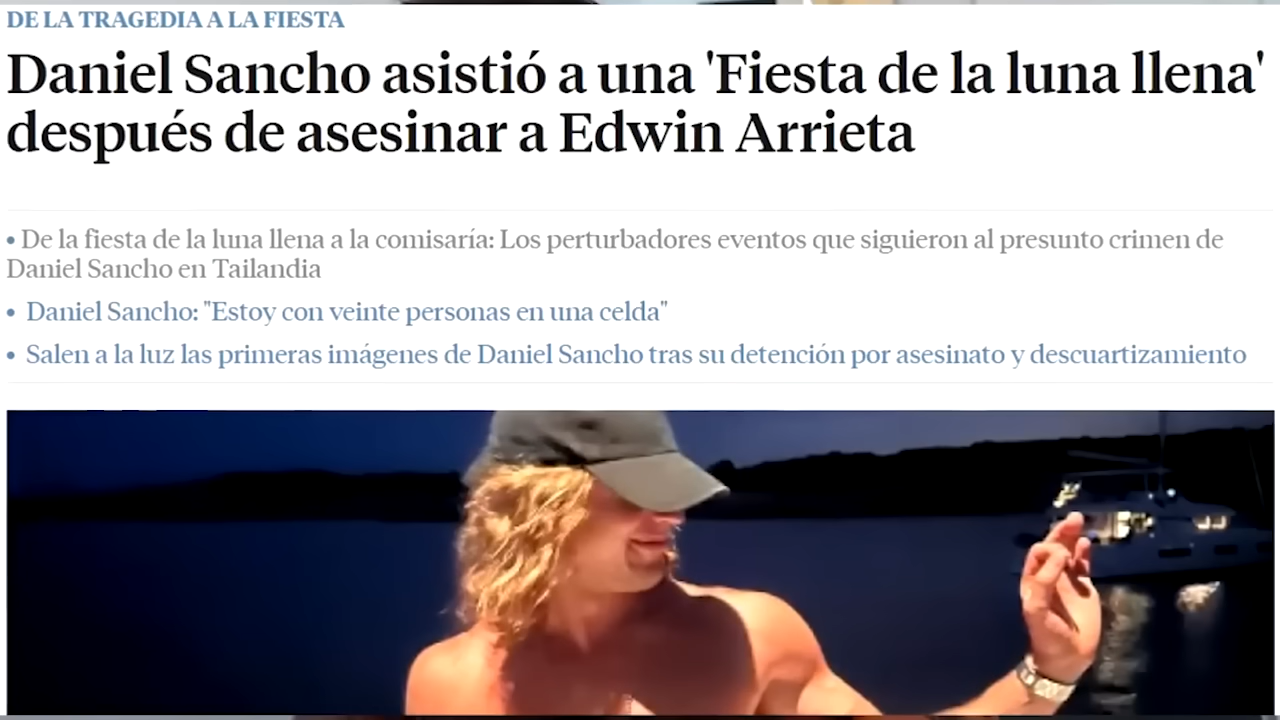 DE LA TRAGEDIA A LA FIESTA
Daniel Sancho asistió a una 'Fiesta de la luna llena'
después de asesinar a Edwin Arrieta
• De la fiesta de la luna llena a la comisaría: Los perturbadores eventos que siguieron al presunto crimen de
Daniel Sancho en Tailandia
• Daniel Sancho: "Estoy con veinte personas en una celda"
• Salen a la luz las primeras imágenes de Daniel Sancho tras su detención por asesinato y descuartizamiento